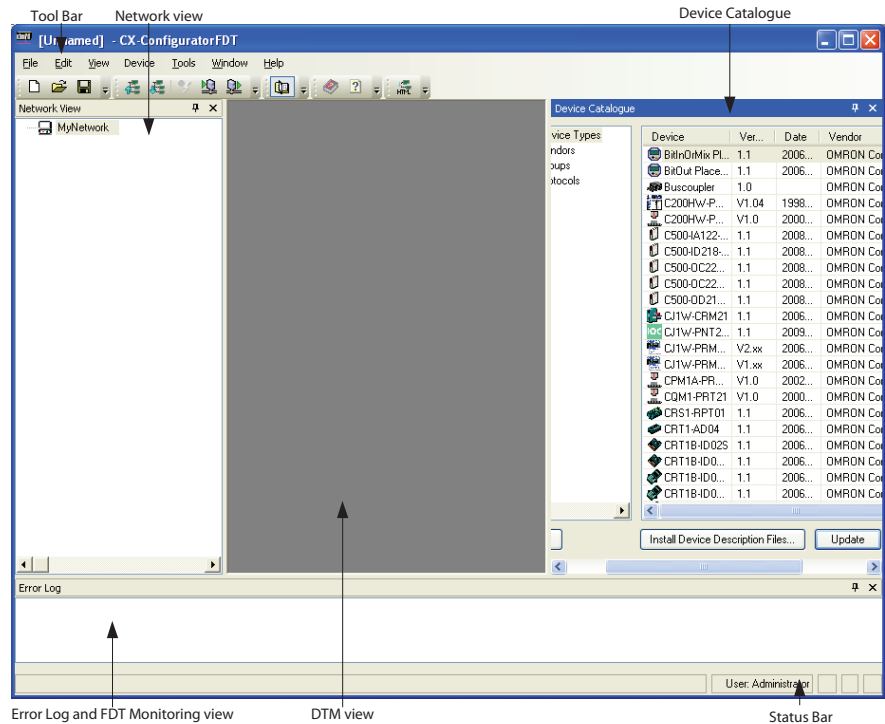 Tool Bar Network view Device Catalogue
[Unnamed] - CX-ConfiguratorFDT
File Edit View Device Tools Window Help
HTML
Network View
MyNetwork
Device Catalogue
vice Types
ndors
oups
otocols
Device Ver... Date Vendor
BitInOrMix Pl... 1.1 2006... OMRON Co
BitOut Place... 1.1 2006... OMRON Co
Buscoupler 1.0 OMRON Co
C200HW-P... V1.04 1998... OMRON Co
C200HW-P... V1.0 2000... OMRON Co
C500-IA122-... 1.1 2008... OMRON Co
C500-ID218-... 1.1 2008... OMRON Co
C500-OC22... 1.1 2008... OMRON Co
C500-OC22... 1.1 2008... OMRON Co
C500-OD21... 1.1 2008... OMRON Co
CJ1W-CRM21 1.1 2006... OMRON Co
CJ1W-PNT2... 1.1 2009... OMRON Co
CJ1W-PRM... V2.xx 2006... OMRON Co
CJ1W-PRM... V1.xx 2006... OMRON Co
CPM1A-PR... V1.0 2002... OMRON Co
CQM1-PRT21 V1.0 2000... OMRON Co
CRS1-RPT01 1.1 2006... OMRON Co
CRT1-AD04 1.1 2006... OMRON Co
CRT1B-ID02S 1.1 2006... OMRON Co
CRT1B-ID0... 1.1 2006... OMRON Co
CRT1B-ID0... 1.1 2006... OMRON Co
CRT1B-ID0... 1.1 2006... OMRON Co
Install Device Description Files... Update
Error Log
User: Administrator
Error Log and FDT Monitoring view DTM view Status Bar